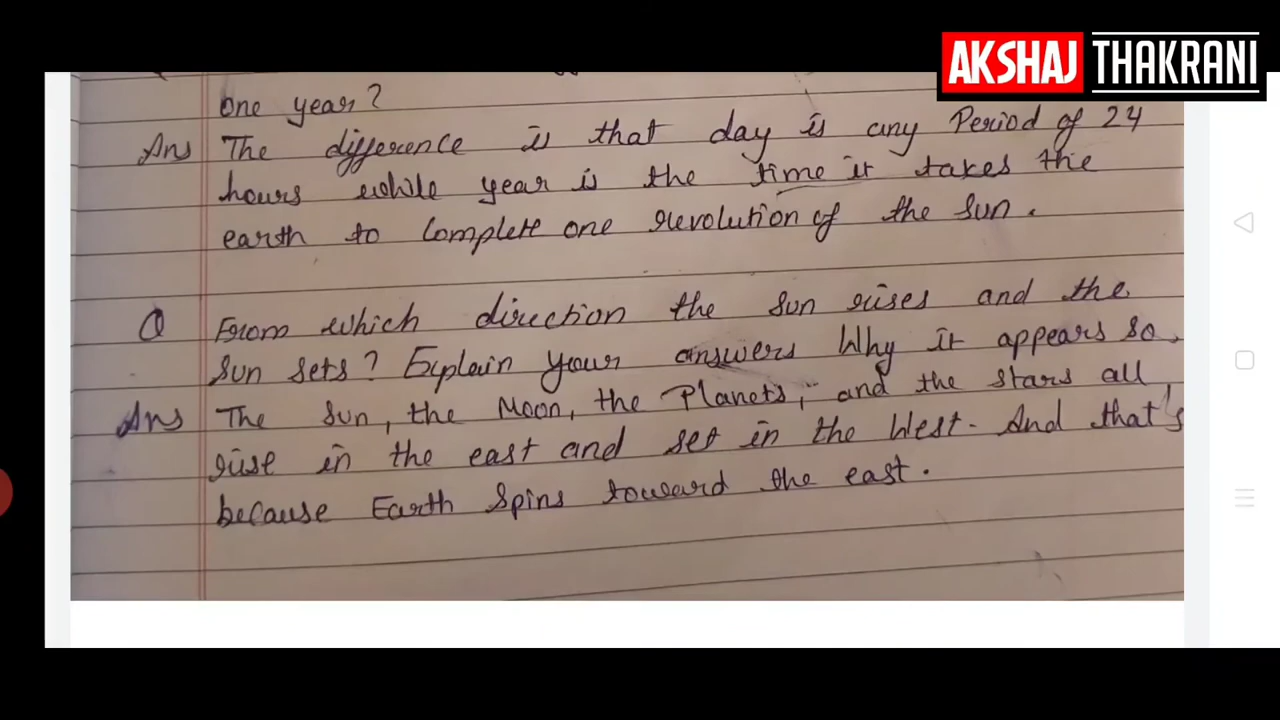 AKSHAJ THAKRANI
one year?
Ans The difference is that day is any Period of 24
hours while year is the time it takes the
earth to complete one revolution of the sun.
Q From which direction the sun rises and the
sun sets? Explain your answers Why it appears so.
Ans The Sun, the Moon, the Planets, and the stars all
rise in the east and set in the West. And that's
because Earth Spins toward the east.